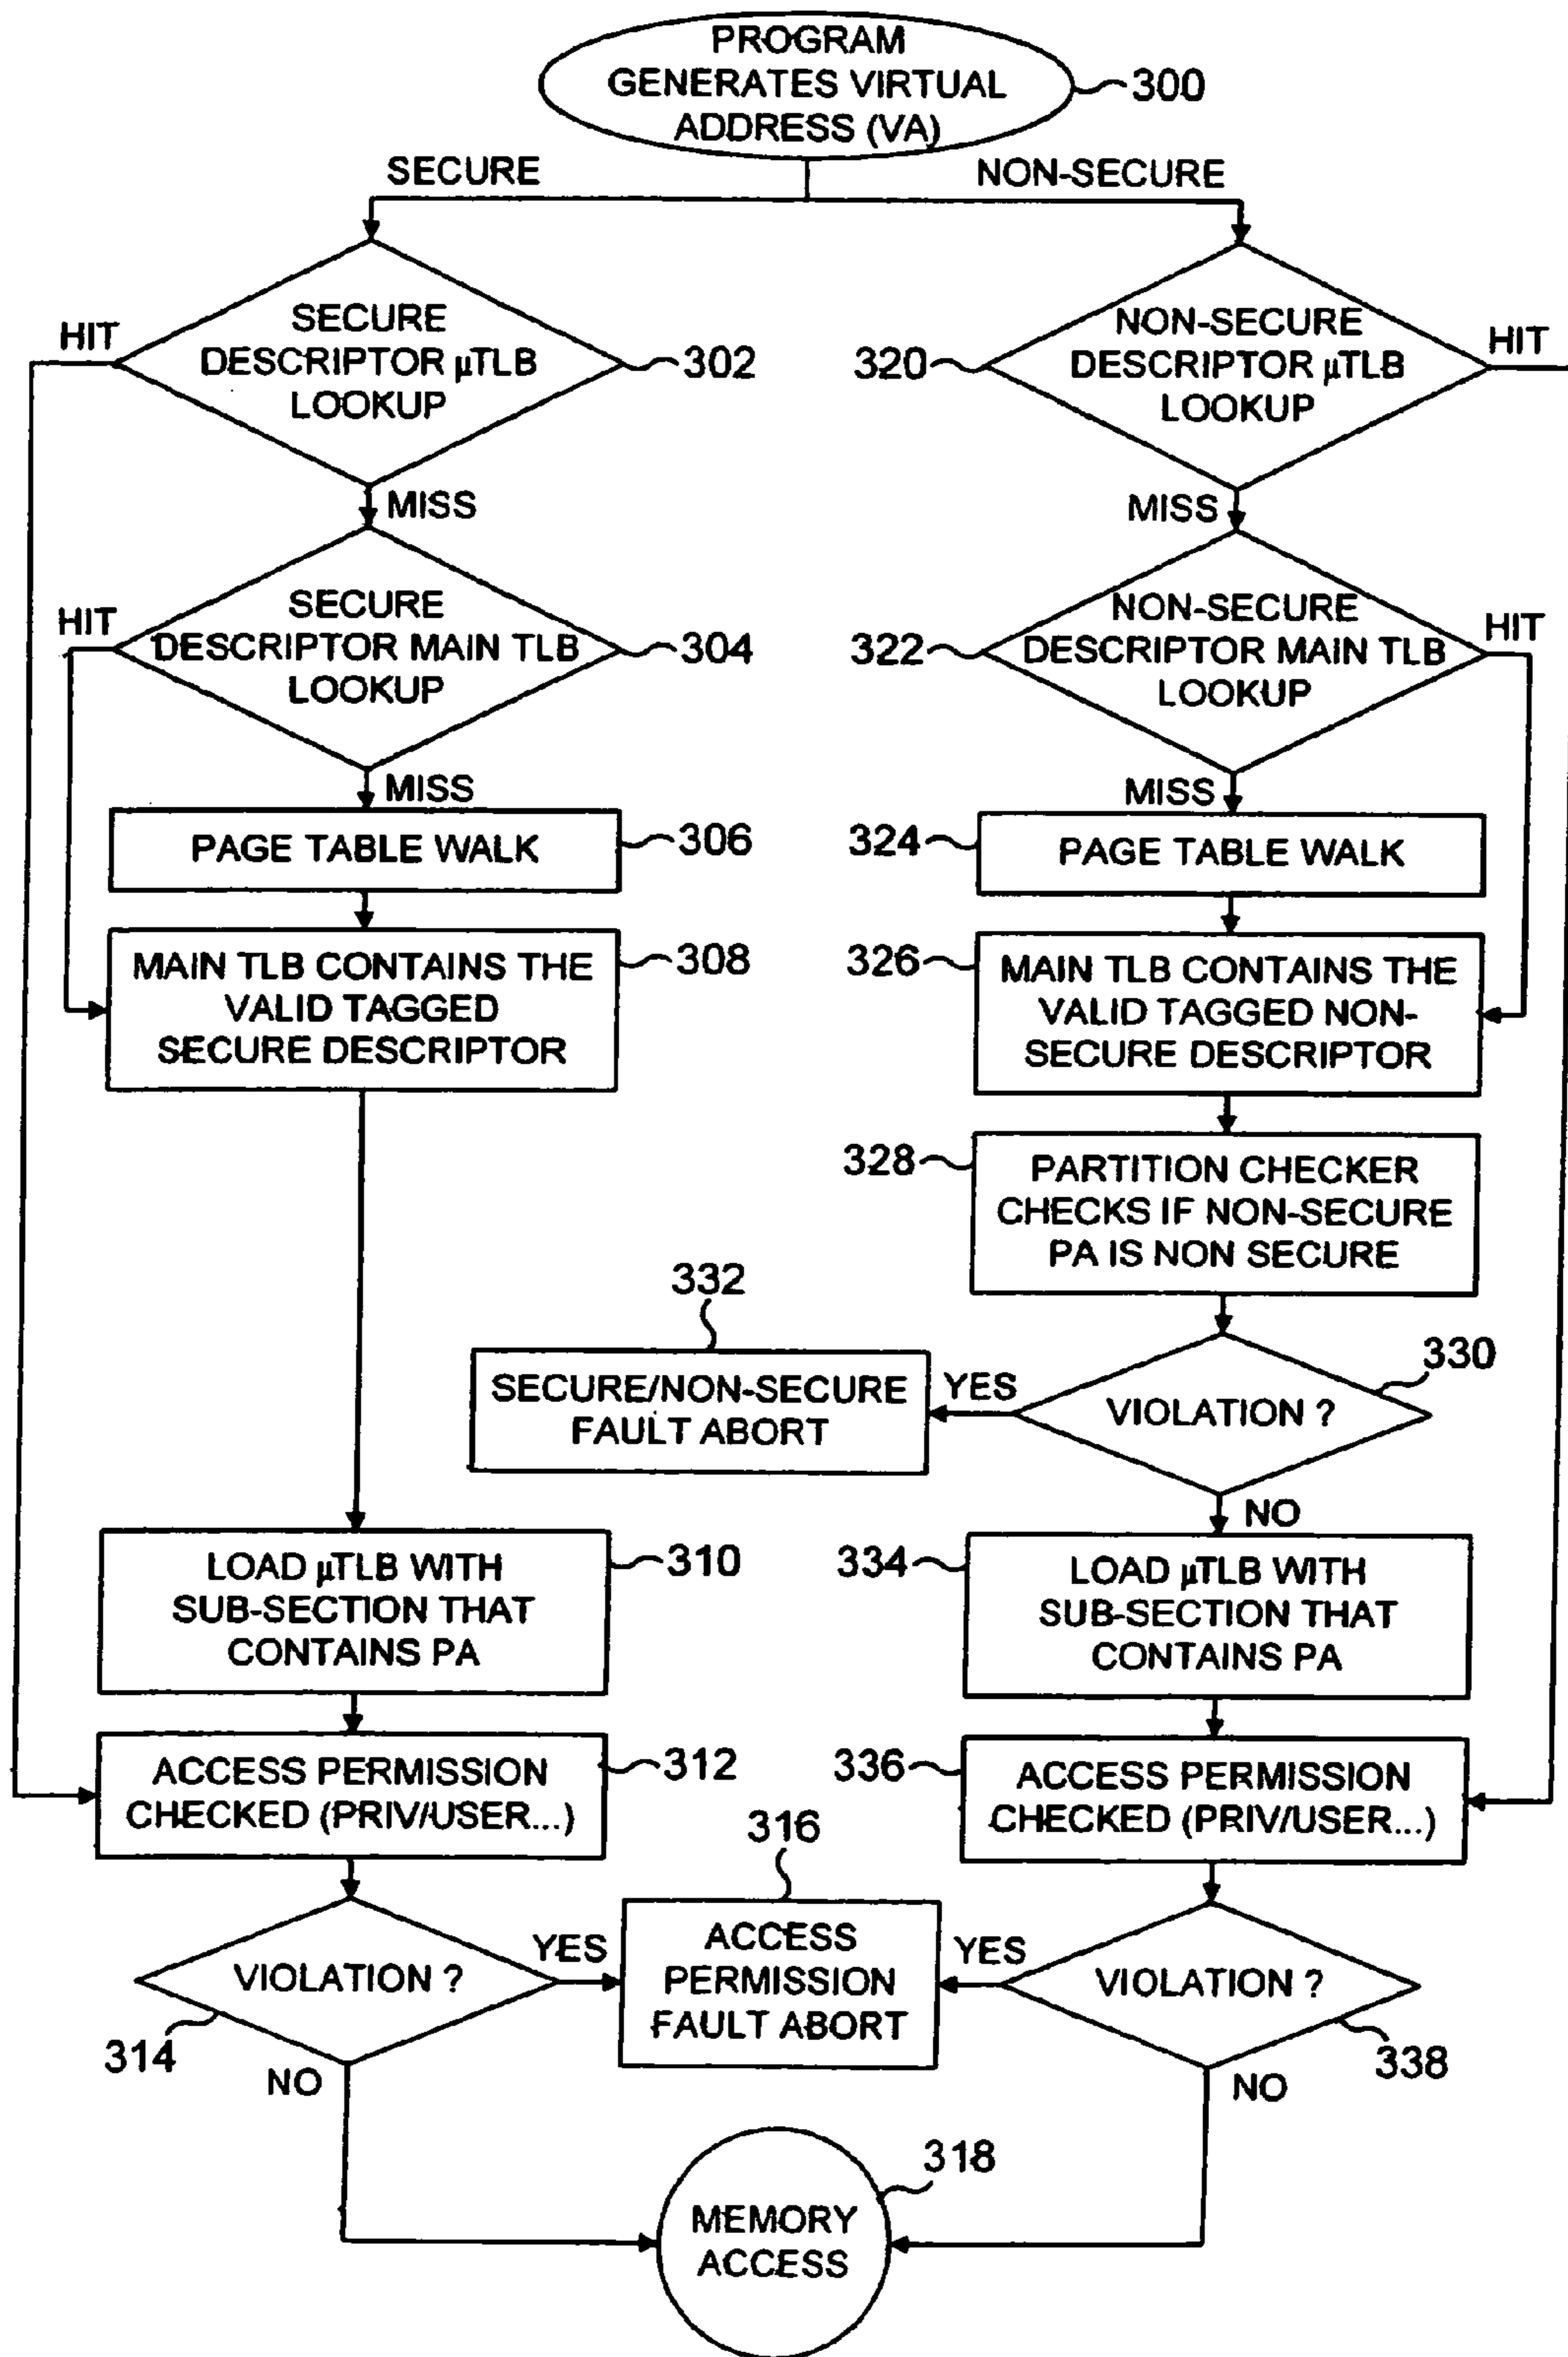 PROGRAM
GENERATES VIRTUAL
ADDRESS (VA)
300
SECURE
NON-SECURE
HIT
SECURE
DESCRIPTOR µTLB
LOOKUP
302
320
NON-SECURE
DESCRIPTOR µTLB
LOOKUP
HIT
MISS
MISS
HIT
SECURE
DESCRIPTOR MAIN TLB
LOOKUP
304
322
NON-SECURE
DESCRIPTOR MAIN TLB
LOOKUP
HIT
MISS
MISS
PAGE TABLE WALK
306
324
PAGE TABLE WALK
MAIN TLB CONTAINS THE
VALID TAGGED
SECURE DESCRIPTOR
308
326
MAIN TLB CONTAINS THE
VALID TAGGED NON-
SECURE DESCRIPTOR
328
PARTITION CHECKER
CHECKS IF NON-SECURE
PA IS NON SECURE
332
SECURE/NON-SECURE
FAULT ABORT
YES
VIOLATION ?
330
NO
LOAD µTLB WITH
SUB-SECTION THAT
CONTAINS PA
310
334
LOAD µTLB WITH
SUB-SECTION THAT
CONTAINS PA
ACCESS PERMISSION
CHECKED (PRIV/USER...)
312
336
ACCESS PERMISSION
CHECKED (PRIV/USER...)
316
VIOLATION ?
314
YES
ACCESS
PERMISSION
FAULT ABORT
YES
VIOLATION ?
338
NO
NO
318
MEMORY
ACCESS